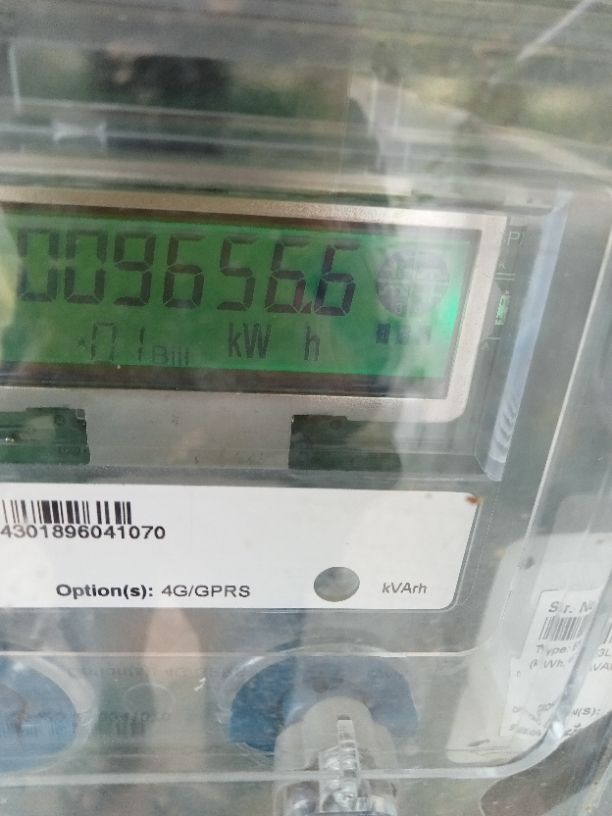 009656.6
01 Bill kW h
4301896041070
Option(s): 4G/GPRS kVArh